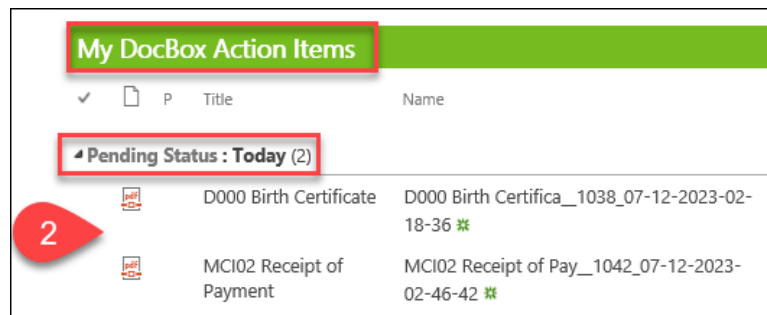 My DocBox Action Items
P Title Name
Pending Status : Today (2)
D000 Birth Certificate D000 Birth Certifica__1038_07-12-2023-02-
18-36
2
MCI02 Receipt of MCI02 Receipt of Pay__1042_07-12-2023-
Payment 02-46-42